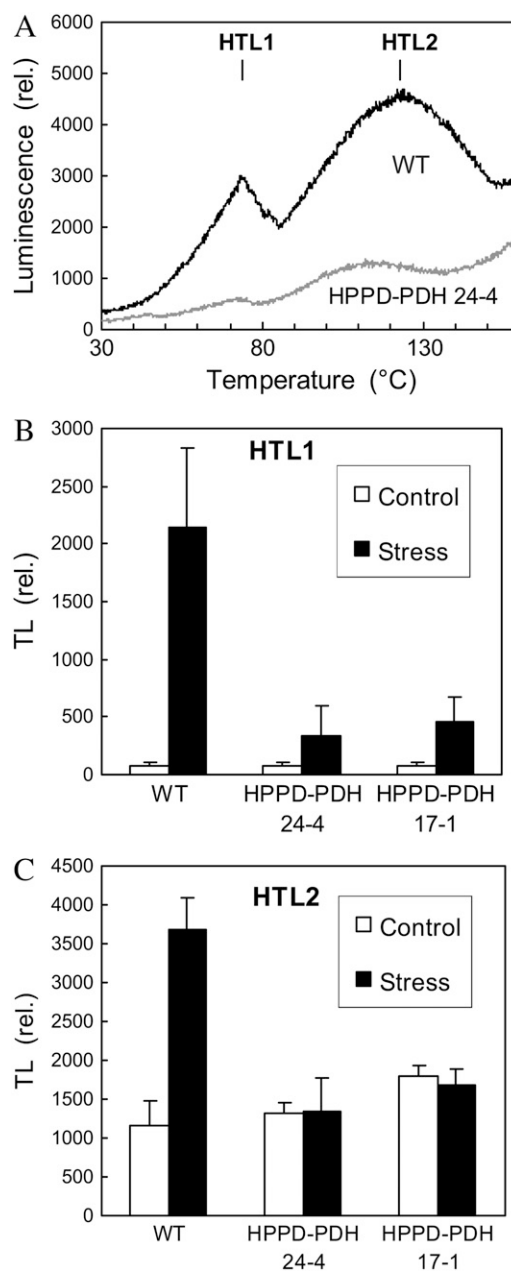 A
HTL1 HTL2
6000
5000
4000
3000
2000
1000
0
Luminescence (rel.)
WT
HPPD-PDH 24-4
30 80 130
Temperature (°C)
B
HTL1
3000
2500
2000
1500
1000
500
0
TL (rel.)
Control
Stress
WT HPPD-PDH HPPD-PDH
24-4 17-1
C
HTL2
4500
4000
3500
3000
2500
2000
1500
1000
500
0
TL (rel.)
Control
Stress
WT HPPD-PDH HPPD-PDH
24-4 17-1